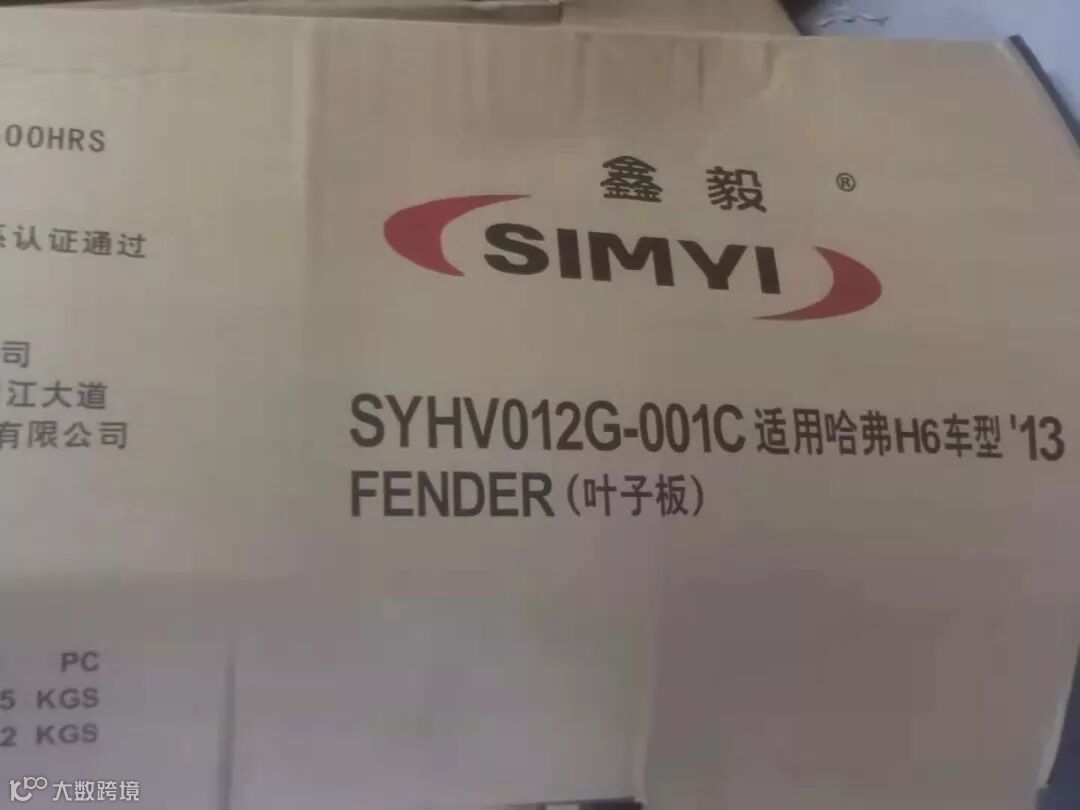 00HRS
认证通过
司
江大道
有限公司
鑫毅®
SIMYI
SYHV012G-001C 适用哈弗H6车型 '13
FENDER (叶子板)
PC
5 KGS
2 KGS
大数跨境